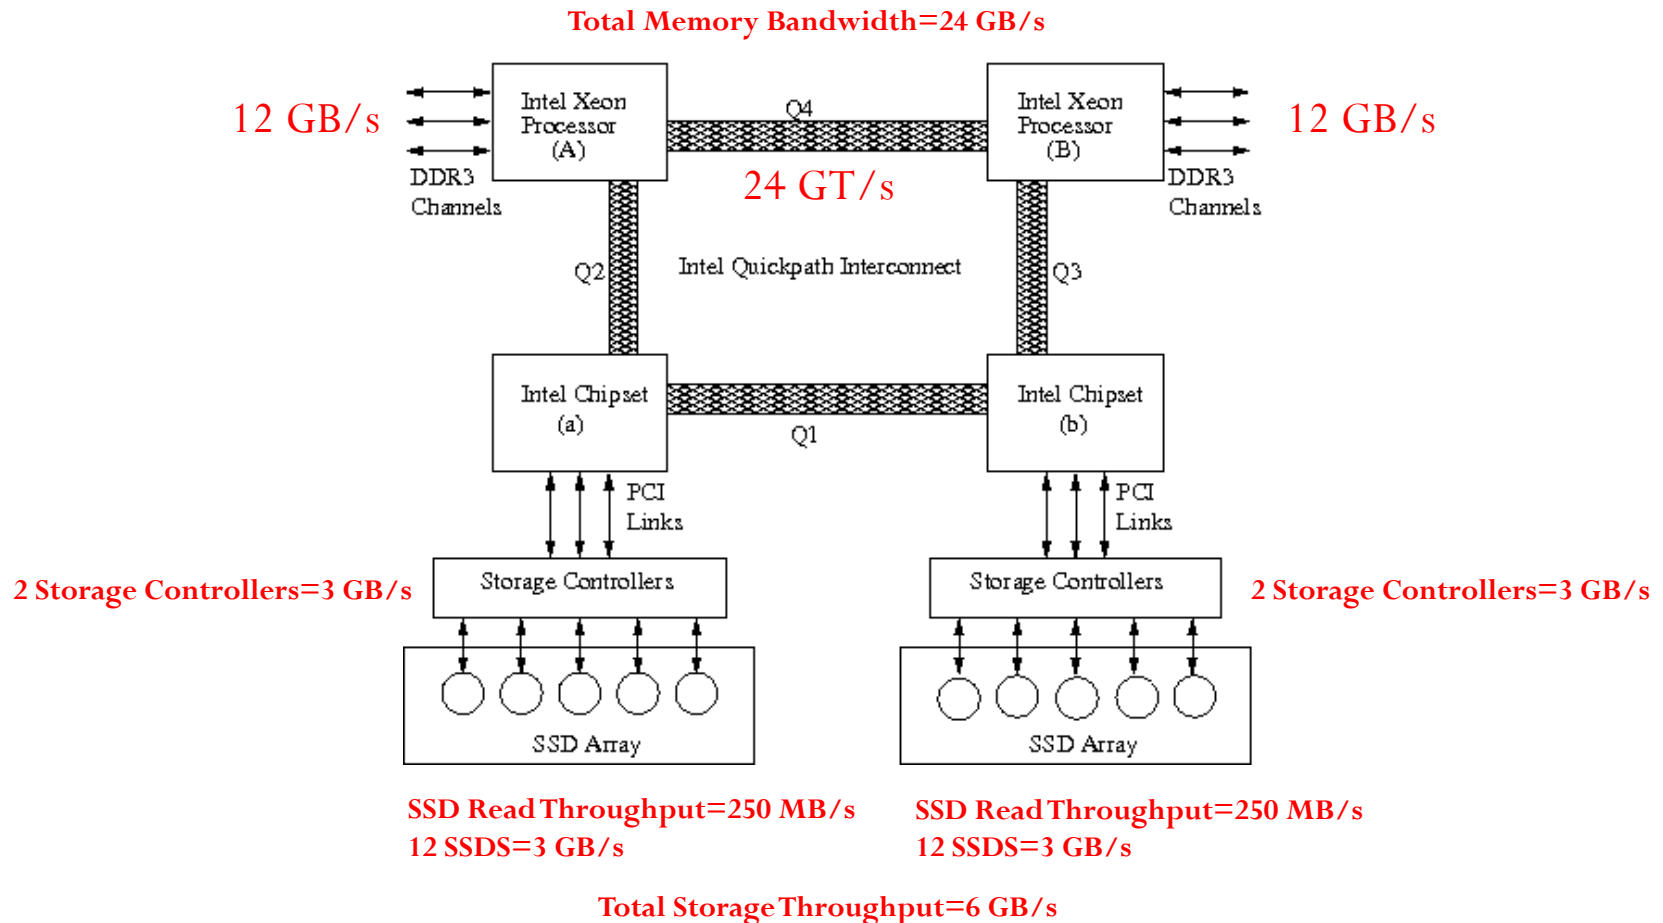 Total Memory Bandwidth=24 GB/s
12 GB/s
Intel Xeon
Processor
(A)
Q4
Intel Xeon
Processor
(B)
12 GB/s
DDR3
Channels
24 GT/s
DDR3
Channels
Q2
Intel Quickpath Interconnect
Q3
Intel Chipset
(a)
Q1
Intel Chipset
(b)
PCI
Links
PCI
Links
2 Storage Controllers=3 GB/s
Storage Controllers
Storage Controllers
2 Storage Controllers=3 GB/s
SSD Array
SSD Array
SSD Read Throughput=250 MB/s
12 SSDS=3 GB/s
SSD Read Throughput=250 MB/s
12 SSDS=3 GB/s
Total Storage Throughput=6 GB/s